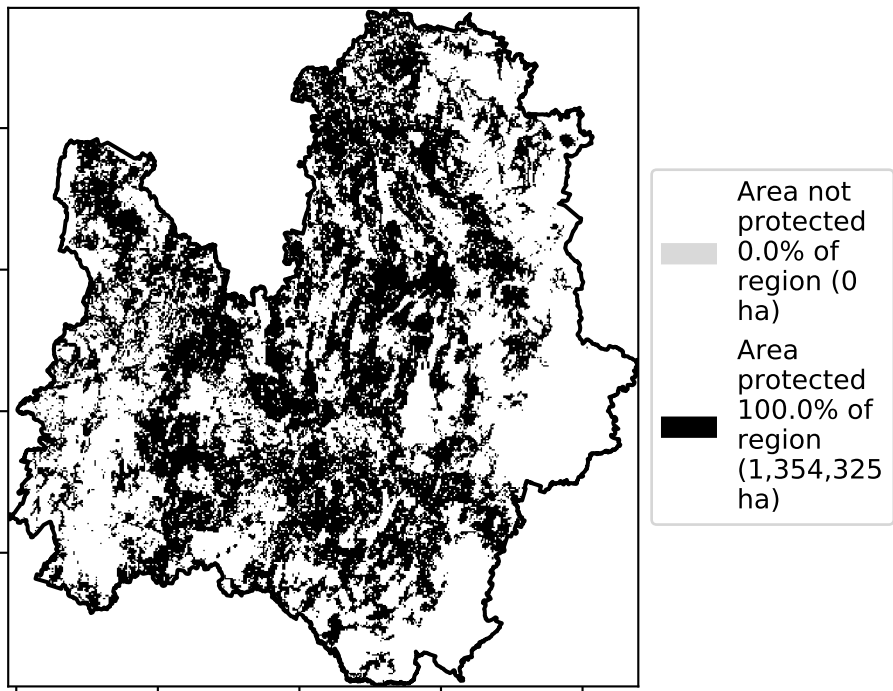 Area not
protected
0.0% of
region (0
ha)
Area
protected
100.0% of
region
(1,354,325
ha)